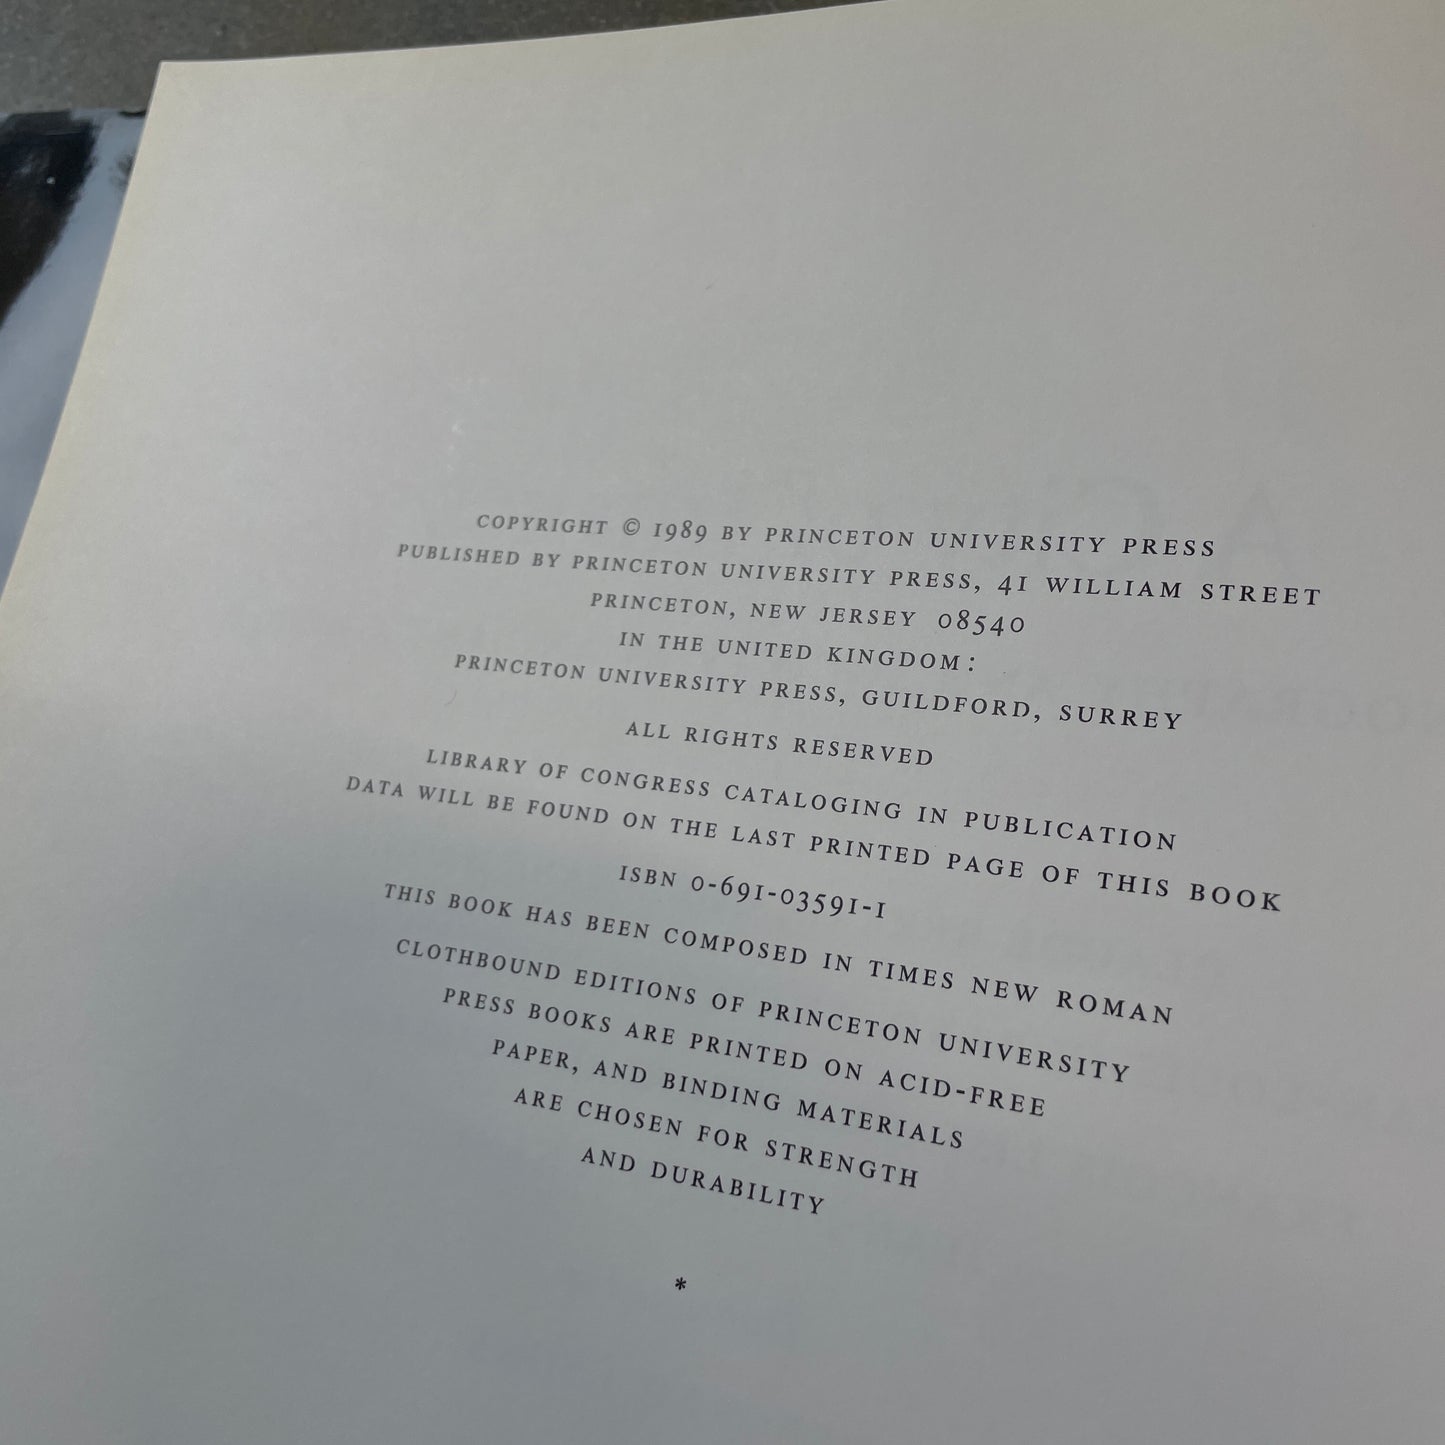 COPYRIGHT © 1989 BY PRINCETON UNIVERSITY PRESS
PUBLISHED BY PRINCETON UNIVERSITY PRESS, 41 WILLIAM STREET
PRINCETON, NEW JERSEY 08540
IN THE UNITED KINGDOM:
PRINCETON UNIVERSITY PRESS, GUILDFORD, SURREY
ALL RIGHTS RESERVED
LIBRARY OF CONGRESS CATALOGING IN PUBLICATION
DATA WILL BE FOUND ON THE LAST PRINTED PAGE OF THIS BOOK
ISBN 0-691-03591-1
THIS BOOK HAS BEEN COMPOSED IN TIMES NEW ROMAN
CLOTHBOUND EDITIONS OF PRINCETON UNIVERSITY
PRESS BOOKS ARE PRINTED ON ACID-FREE
PAPER, AND BINDING MATERIALS
ARE CHOSEN FOR STRENGTH
AND DURABILITY
*